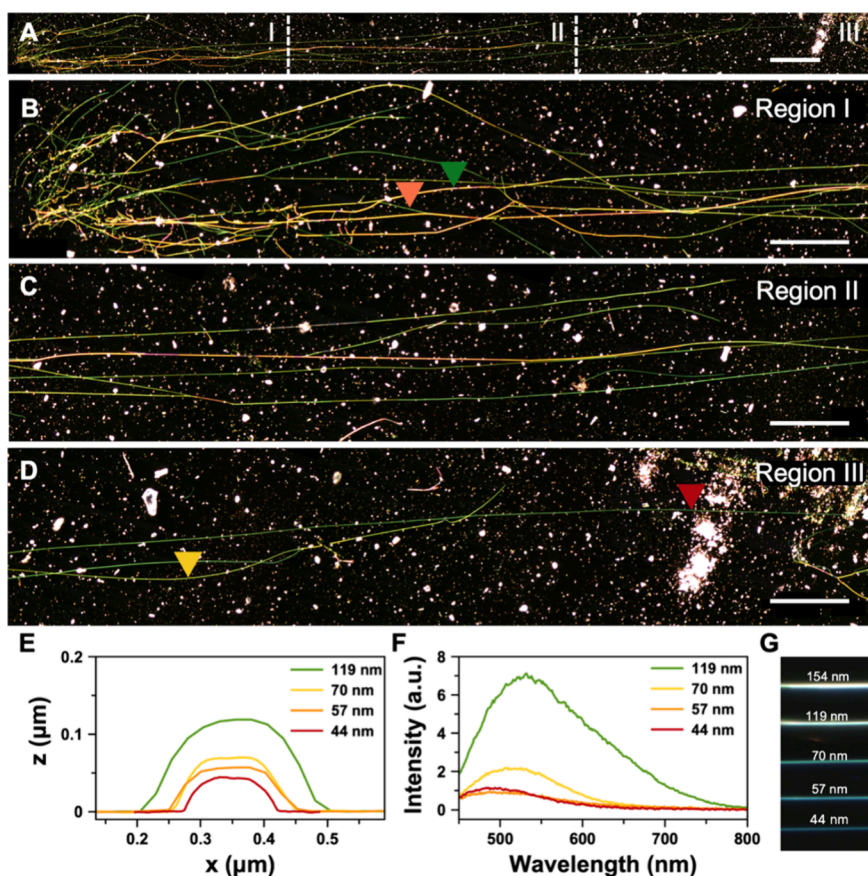 A I II III
B Region I
C Region II
D Region III
E F G
0.2
0.1
0
z (µm)
119 nm
70 nm
57 nm
44 nm
0.2 0.3 0.4 0.5
x (µm)
8
6
4
2
0
Intensity (a.u.)
119 nm
70 nm
57 nm
44 nm
500 600 700 800
Wavelength (nm)
154 nm
119 nm
70 nm
57 nm
44 nm